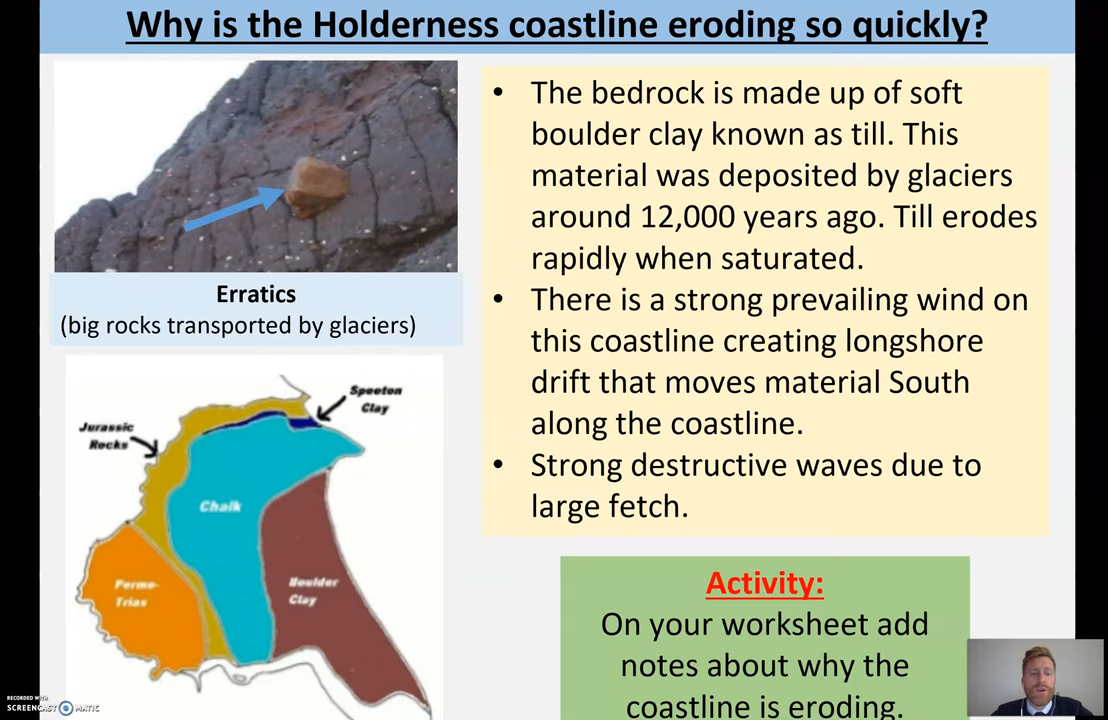 Why is the Holderness coastline eroding so quickly?
Erratics
(big rocks transported by glaciers)
Speeton
Clay
Jurassic
Rocks
Chalk
Permo-
Trias
Boulder
Clay
• The bedrock is made up of soft
boulder clay known as till. This
material was deposited by glaciers
around 12,000 years ago. Till erodes
rapidly when saturated.
• There is a strong prevailing wind on
this coastline creating longshore
drift that moves material South
along the coastline.
• Strong destructive waves due to
large fetch.
Activity:
On your worksheet add
notes about why the
coastline is eroding.
RECORDED WITH
SCREENCAST MATIC